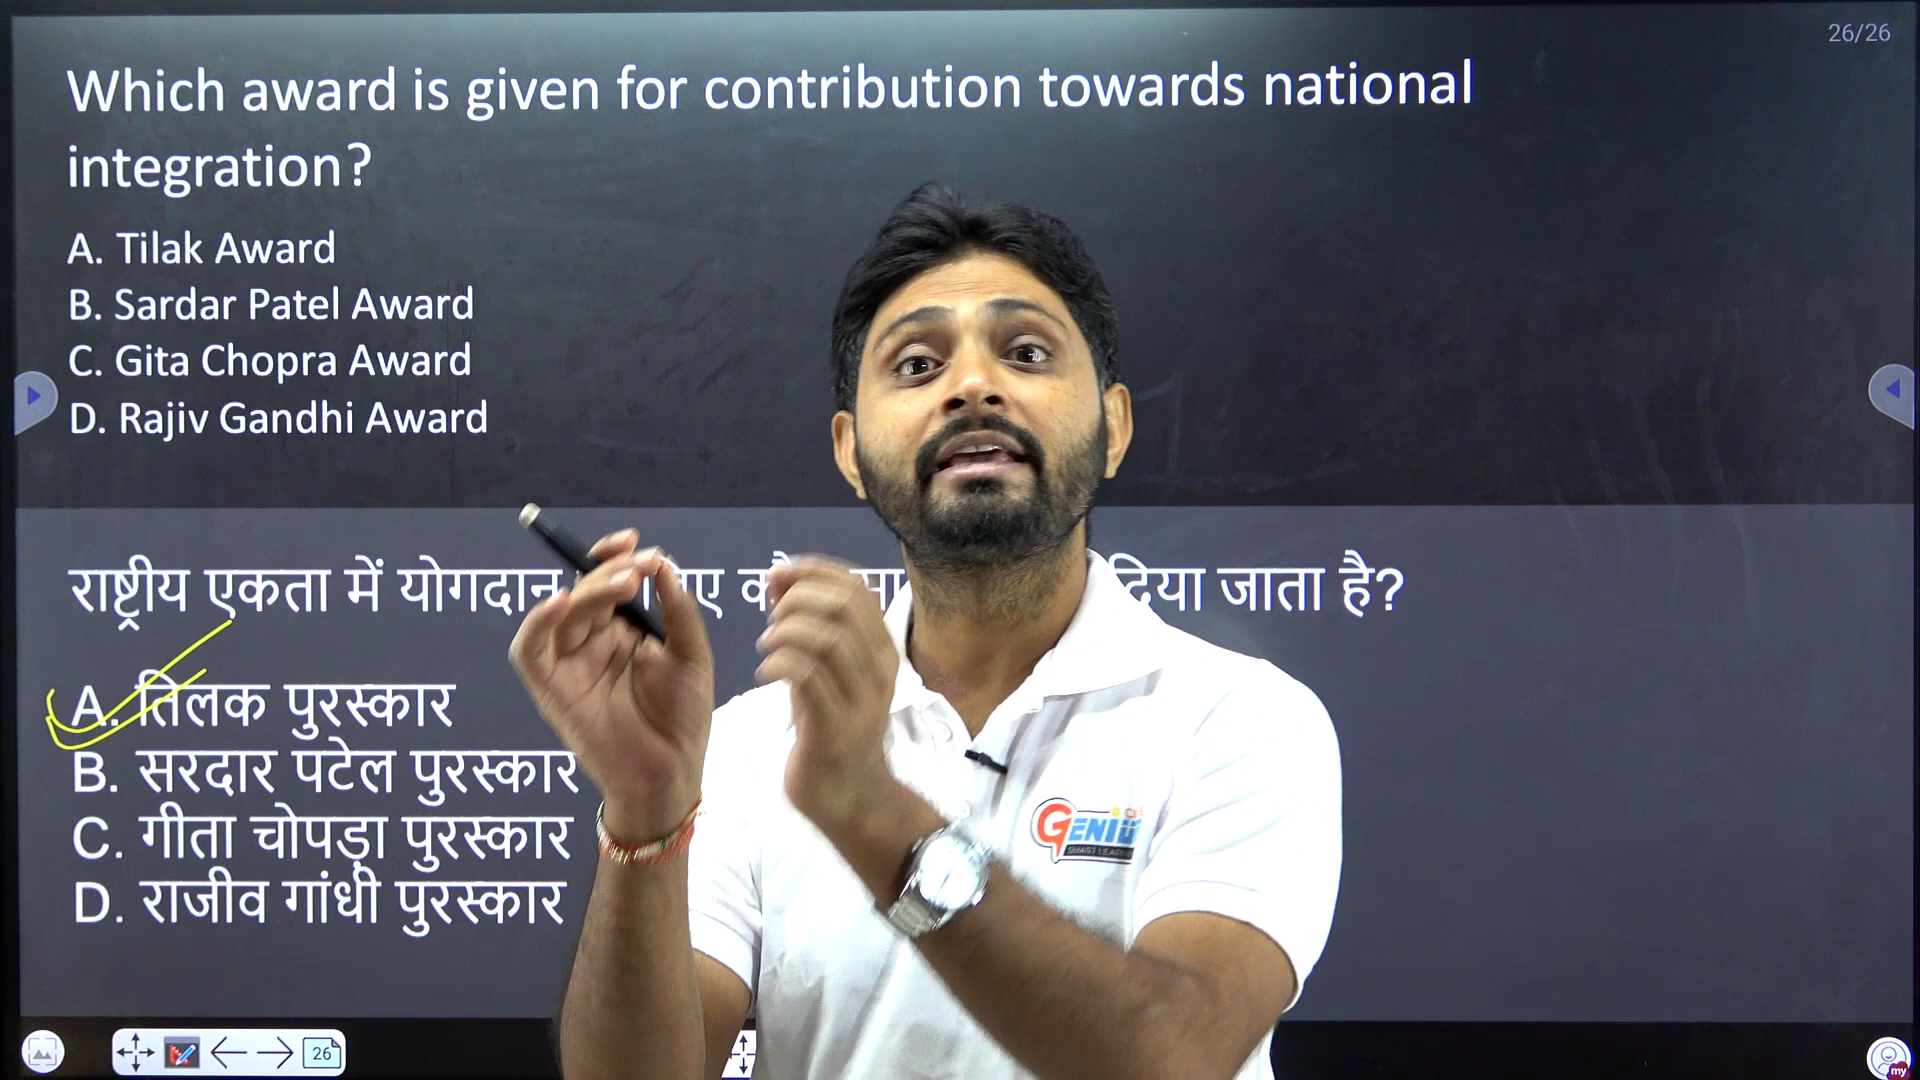 26/26
Which award is given for contribution towards national
integration?
A. Tilak Award
B. Sardar Patel Award
C. Gita Chopra Award
D. Rajiv Gandhi Award
राष्ट्रीय एकता में योगदान दिया जाता है?
A. तिलक पुरस्कार
B. सरदार पटेल पुरस्कार
C. गीता चोपड़ा पुरस्कार
D. राजीव गांधी पुरस्कार
GENIUS
26
my